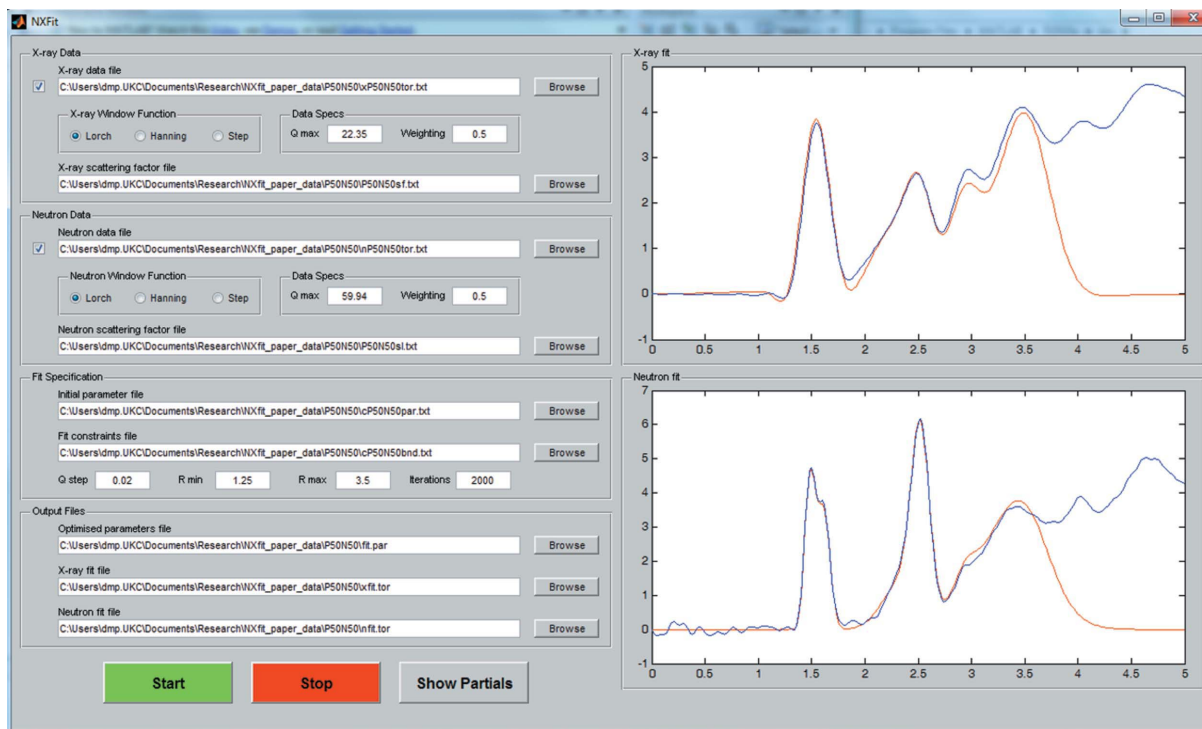 NXFit
X-ray Data
X-ray data file
C:\Users\dmp.UKC\Documents\Research\NXfit_paper_data\P50N50\xP50N50tor.txt
Browse
X-ray Window Function
Lorch Hanning Step
Data Specs
Q max 22.35 Weighting 0.5
X-ray scattering factor file
C:\Users\dmp.UKC\Documents\Research\NXfit_paper_data\P50N50\P50N50sf.txt
Browse
Neutron Data
Neutron data file
C:\Users\dmp.UKC\Documents\Research\NXfit_paper_data\P50N50\nP50N50tor.txt
Browse
Neutron Window Function
Lorch Hanning Step
Data Specs
Q max 59.94 Weighting 0.5
Neutron scattering factor file
C:\Users\dmp.UKC\Documents\Research\NXfit_paper_data\P50N50\P50N50sl.txt
Browse
Fit Specification
Initial parameter file
C:\Users\dmp.UKC\Documents\Research\NXfit_paper_data\P50N50\cP50N50par.txt
Browse
Fit constraints file
C:\Users\dmp.UKC\Documents\Research\NXfit_paper_data\P50N50\cP50N50bnd.txt
Browse
Q step 0.02 R min 1.25 R max 3.5 Iterations 2000
Output Files
Optimised parameters file
C:\Users\dmp.UKC\Documents\Research\NXfit_paper_data\P50N50\fit.par
Browse
X-ray fit file
C:\Users\dmp.UKC\Documents\Research\NXfit_paper_data\P50N50\xfit.tor
Browse
Neutron fit file
C:\Users\dmp.UKC\Documents\Research\NXfit_paper_data\P50N50\nfit.tor
Browse
Start Stop Show Partials
X-ray fit
5
4
3
2
1
0
-1
0 0.5 1 1.5 2 2.5 3 3.5 4 4.5 5
Neutron fit
7
6
5
4
3
2
1
0
-1
0 0.5 1 1.5 2 2.5 3 3.5 4 4.5 5